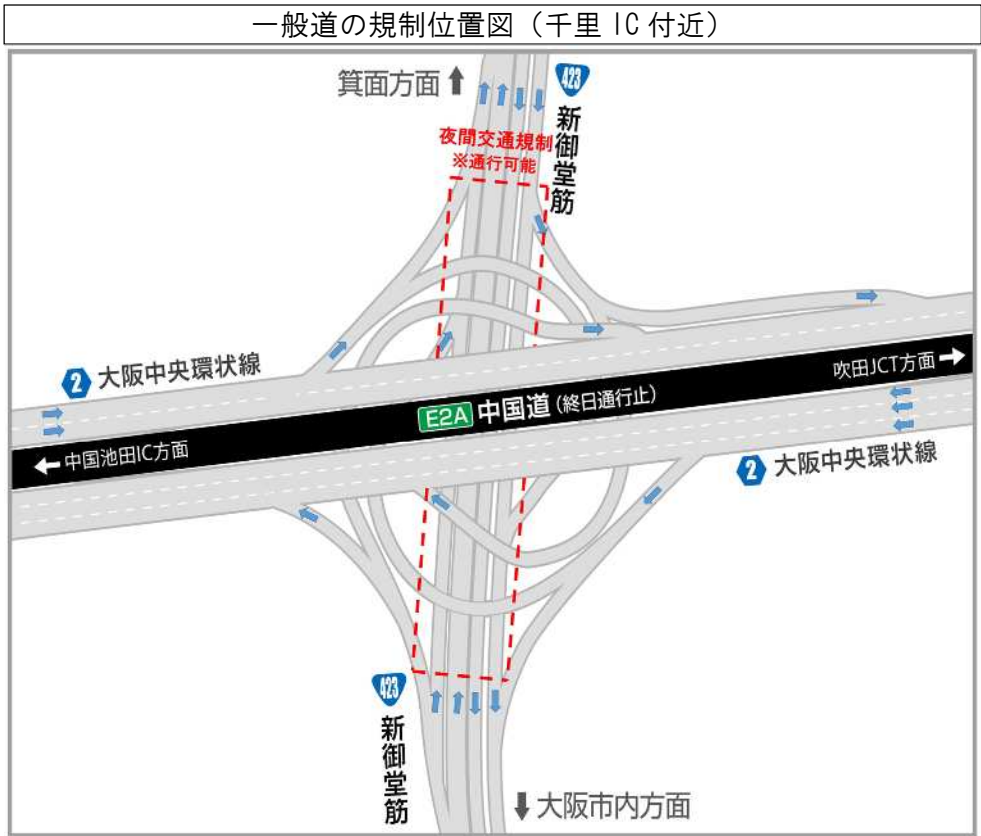 一般道の規制位置図（千里 IC 付近）
箕面方面
423
新御堂筋
夜間交通規制
※通行可能
2 大阪中央環状線
吹田JCT方面
E2A 中国道（終日通行止）
中国池田IC方面
2 大阪中央環状線
423
新御堂筋
大阪市内方面